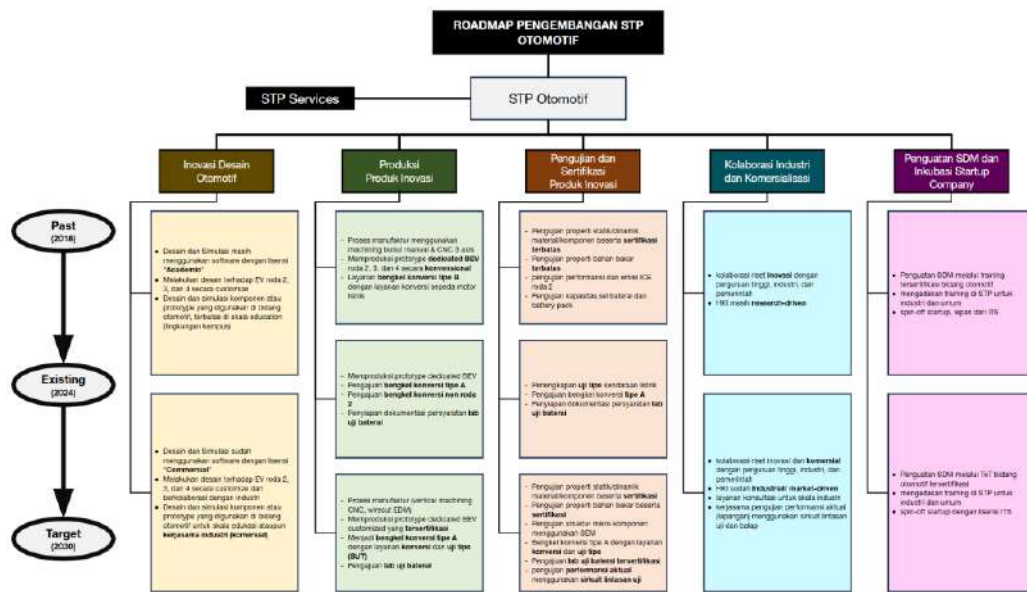 ROADMAP PENGEMBANGAN STP
OTOMOTIF
STP Services
STP Otomotif
Inovasi Desain
Otomotif
Produksi
Produk Inovasi
Pengujian dan
Sertifikasi
Produk Inovasi
Kolaborasi Industri
dan Komersialisasi
Penguatan SDM dan
Inkubasi Startup
Company
Past
(2018)
• Desain dan Simulasi masih
menggunakan software dengan lisensi
"Academic"
• Melakukan desain terhadap EV roda 2,
3, dan 4 secara customize
• Desain dan simulasi komponen atau
prototype yang digunakan di bidang
otomotif, terbatas di skala education
(lingkungan kampus)
- Proses manufaktur menggunakan
machining bubut manual & CNC 3 axis
- Memproduksi prototype dedicated BEV
roda 2, 3, dan 4 secara konvensional
- Layanan bengkel konversi tipe B
dengan layanan konversi sepeda motor
listrik
- Pengujian properti statik/dinamik
material/komponen beserta sertifikasi
terbatas
- Pengujian properti bahan bakar
terbatas
- pengujian performansi dan emisi ICE
roda 2
- Pengujian kapasitas sel baterai dan
battery pack
• kolaborasi riset inovasi dengan
perguruan tinggi, industri, dan
pemerintah
• masih research-driven
• Penguatan SDM melalui training
tersertifikasi bidang otomotif
• mengadakan training di STP untuk
industri dan umum
• spin-off startup, lepas dari ITS
Existing
(2024)
- Memproduksi prototype dedicated BEV
- Pengajuan bengkel konversi tipe A
- Pengajuan bengkel konversi non roda
2
- Penyiapan dokumentasi persyaratan lab
uji baterai
- uji tipe kendaraan listrik
- Pengajuan bengkel konversi tipe A
- Penyiapan dokumentasi persyaratan lab
uji baterai
Target
(2030)
• Desain dan Simulasi sudah
menggunakan software dengan lisensi
"Commercial"
• Melakukan desain terhadap EV roda 2,
3, dan 4 secara customize dan
berkolaborasi dengan industri
• Desain dan simulasi komponen atau
prototype yang digunakan di bidang
otomotif untuk skala edukasi ataupun
kerjasama industri (komersial)
- Proses manufaktur (vertical machining
CNC, wirecut EDM)
- Memproduksi prototype dedicated BEV
customized yang tersertifikasi
- Menjadi bengkel konversi tipe A
dengan layanan konversi dan uji tipe
(SUT)
- Pengajuan lab uji baterai
- Pengujian properti statik/dinamik
material/komponen beserta sertifikasi
- Pengujian properti bahan bakar beserta
sertifikasi
- Pengujian struktur mikro komponen
menggunakan SEM
- Bengkel konversi tipe A dengan layanan
konversi dan uji tipe
- Pengajuan lab uji baterai tersertifikasi
- pengujian performansi aktual
menggunakan sirkuit lintasan uji
• kolaborasi riset inovasi dan komersial
dengan perguruan tinggi, industri, dan
pemerintah
• sudah industrial/ market-driven
• layanan konsultasi untuk skala industri
• kerjasama pengujian performansi aktual
(lapangan) menggunakan sirkuit lintasan
uji dan balap
• Penguatan SDM melalui ToT bidang
otomotif tersertifikasi
• mengadakan training di STP untuk
industri dan umum
• spin-off startup dengan lisensi ITS